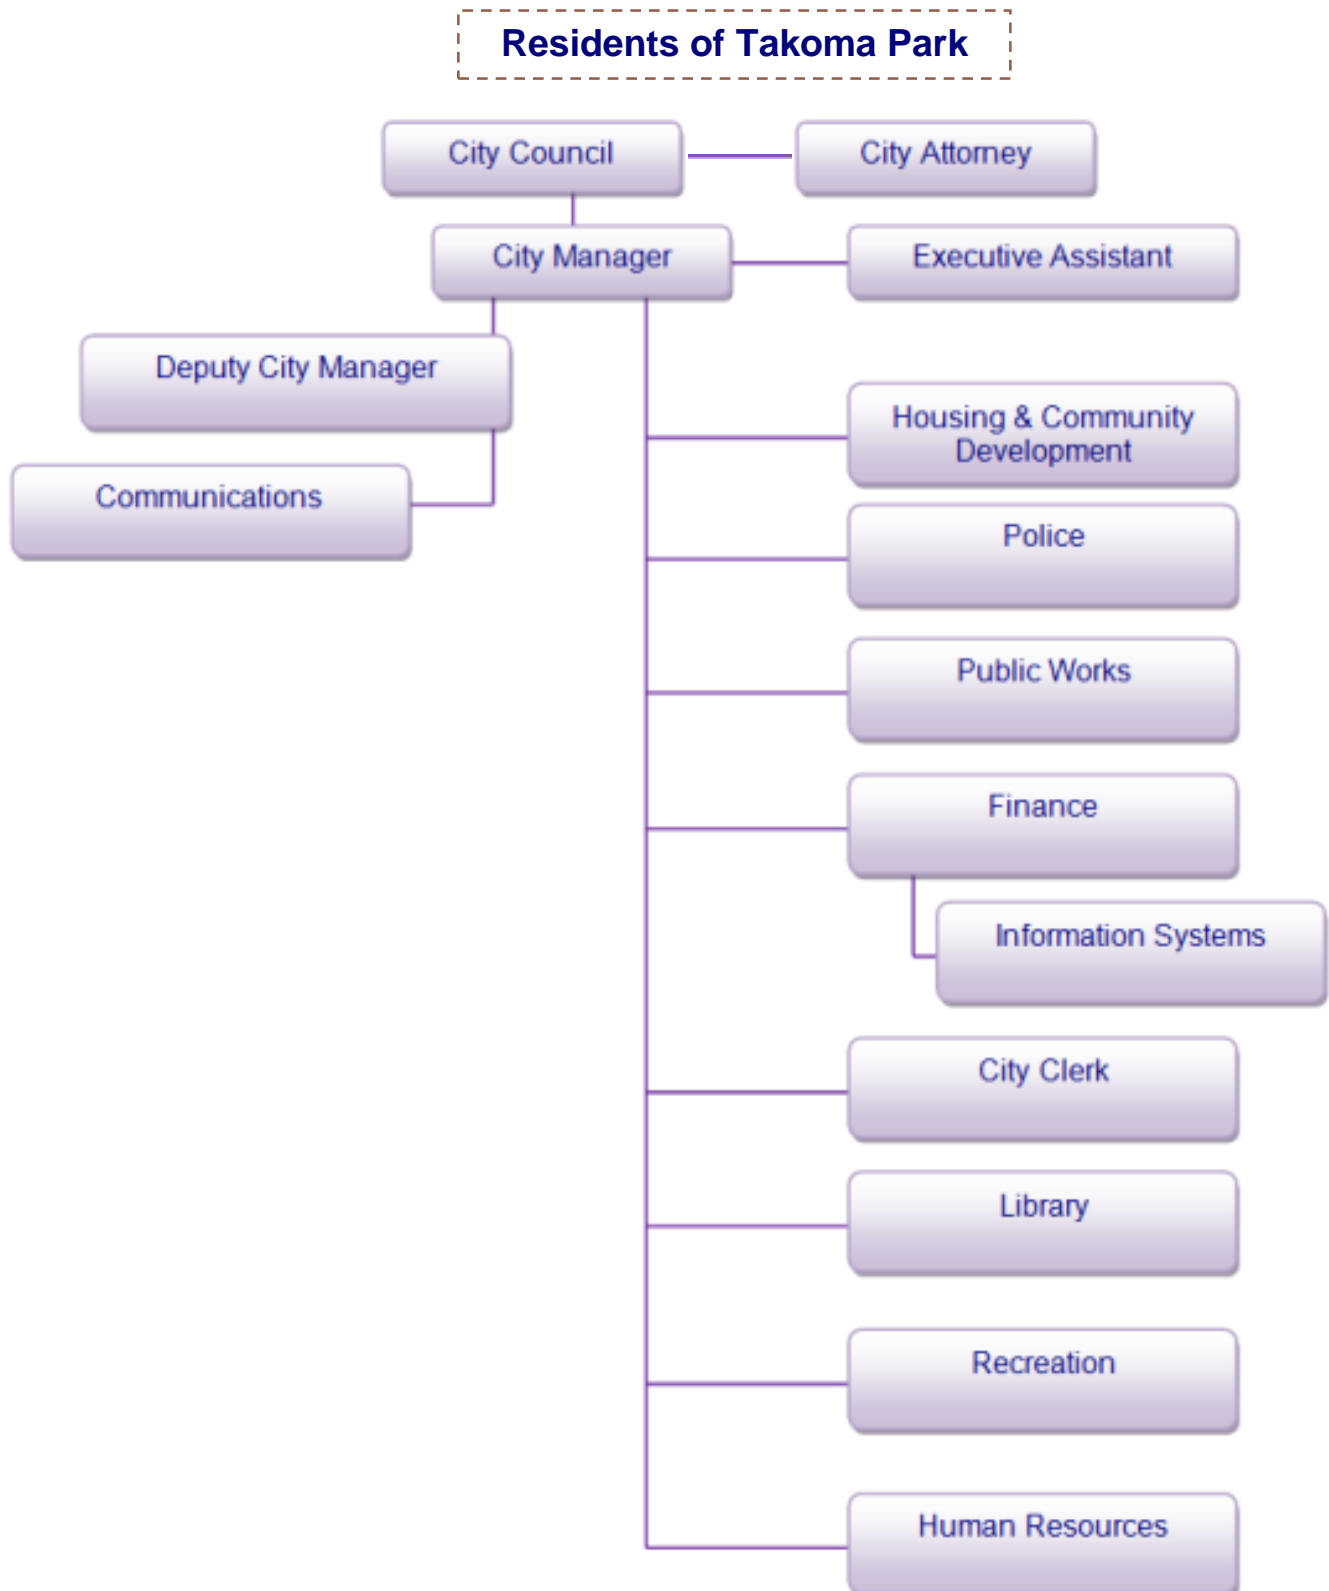 Residents of Takoma Park
City Council
City Attorney
City Manager
Executive Assistant
Deputy City Manager
Housing & Community
Development
Communications
Police
Public Works
Finance
Information Systems
City Clerk
Library
Recreation
Human Resources